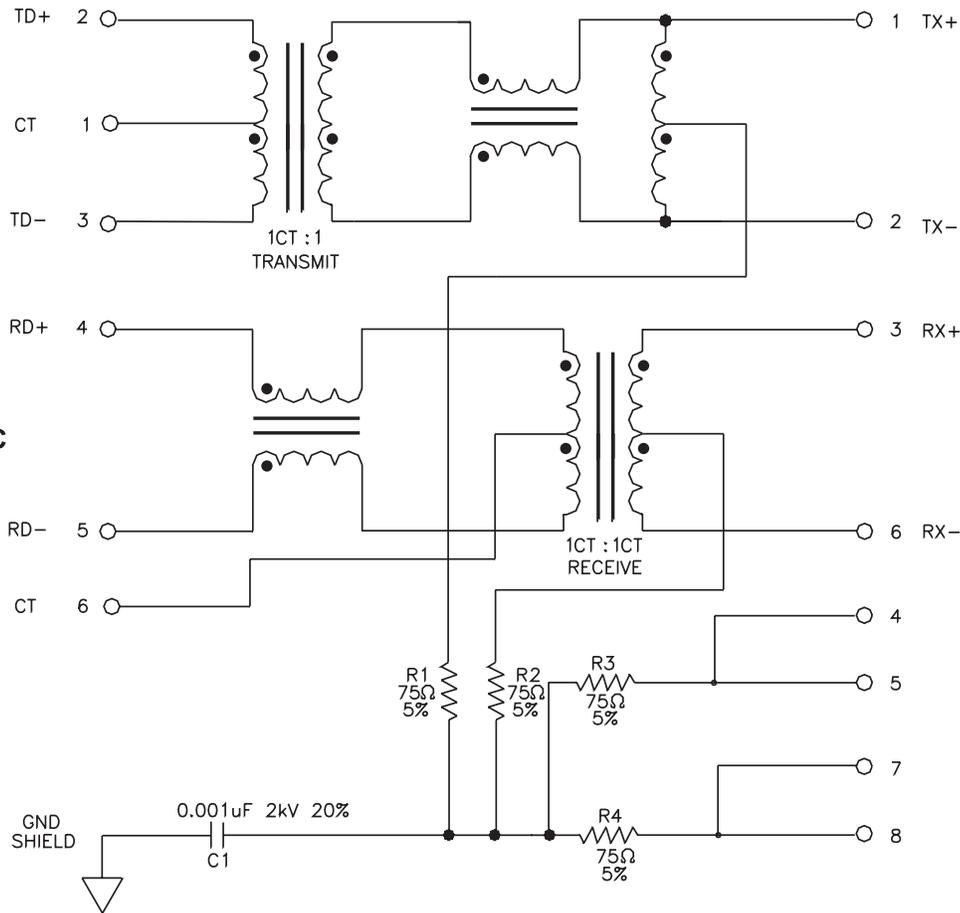 TD+ 2
1 TX+
CT 1
TD- 3
2 TX-
1CT : 1
TRANSMIT
RD+ 4
3 RX+
C
RD- 5
6 RX-
1CT : 1CT
RECEIVE
CT 6
4
R1
75Ω
5%
R2
75Ω
5%
R3
75Ω
5%
5
7
0.001uF 2kV 20%
C1
GND
SHIELD
R4
75Ω
5%
8